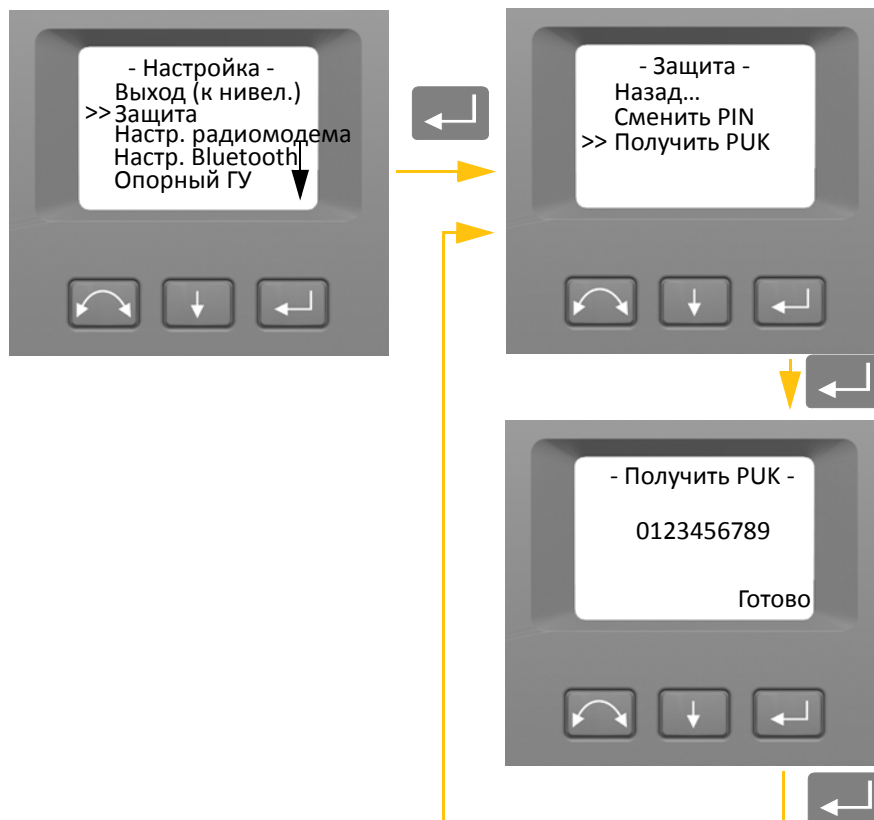 - Настройка -
Выход (к нивел.)
>> Защита
Настр. радиомодема
Настр. Bluetooth
Опорный ГУ
- Защита -
Назад...
Сменить PIN
>> Получить PUK
- Получить PUK -
0123456789
Готово